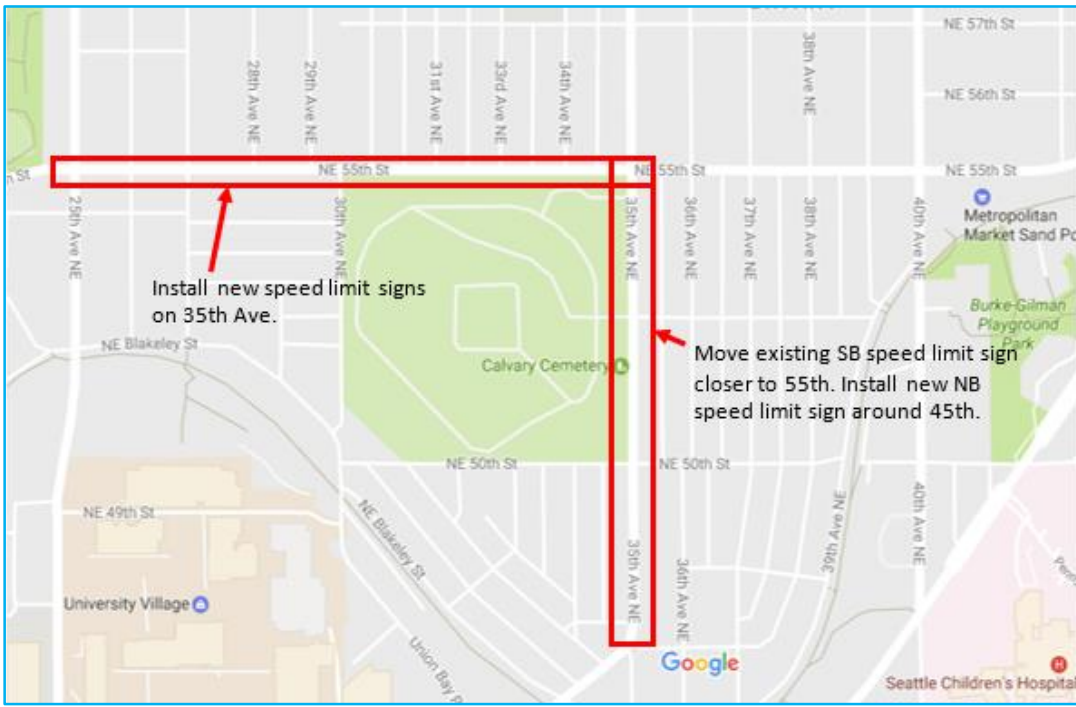 NE 57th St
38th Ave NE
NE 56th St
28th Ave NE
29th Ave NE
31st Ave NE
33rd Ave NE
34th Ave NE
NE 55th St
NE 55th St
NE 55th St
25th Ave NE
30th Ave NE
35th Ave NE
36th Ave NE
37th Ave NE
38th Ave NE
40th Ave NE
Metropolitan
Market Sand Po
Install new speed limit signs
on 35th Ave.
Burke-Gilman
Playground
Park
NE Blakeley St
Calvary Cemetery
Move existing SB speed limit sign
closer to 55th. Install new NB
speed limit sign around 45th.
NE 50th St
NE 50th St
NE 49th St
NE Blakeley St
40th Ave NE
39th Ave NE
35th Ave NE
36th Ave NE
University Village
Union Bay P
Google
Seattle Children's Hospital